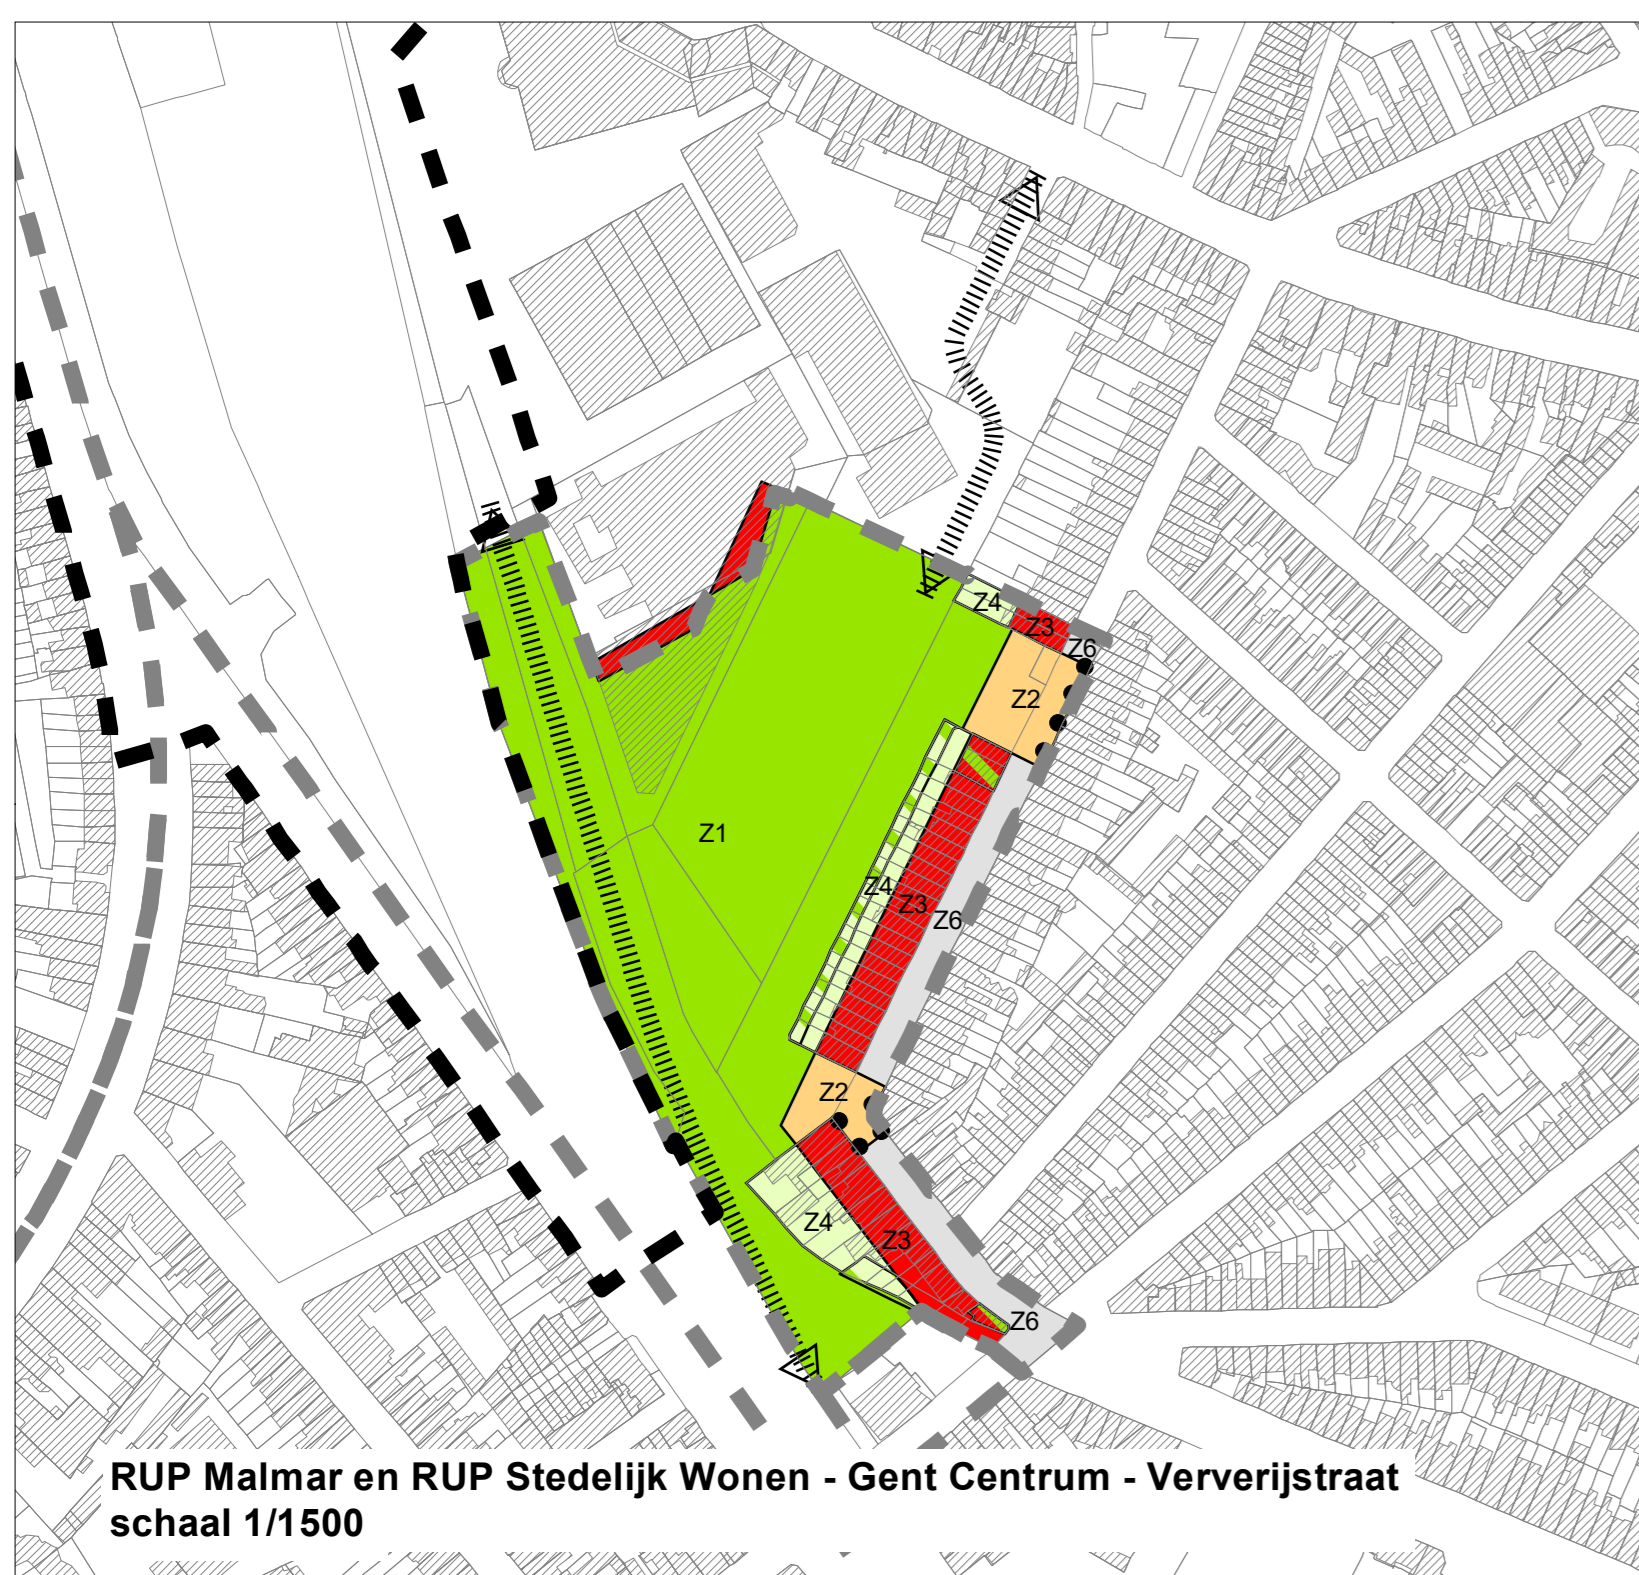 Z4
Z3
Z6
Z2
Z1
Z4
Z3
Z6
Z2
Z4
Z3
Z6
RUP Malmar en RUP Stedelijk Wonen - Gent Centrum - Ververijstraat
schaal 1/1500